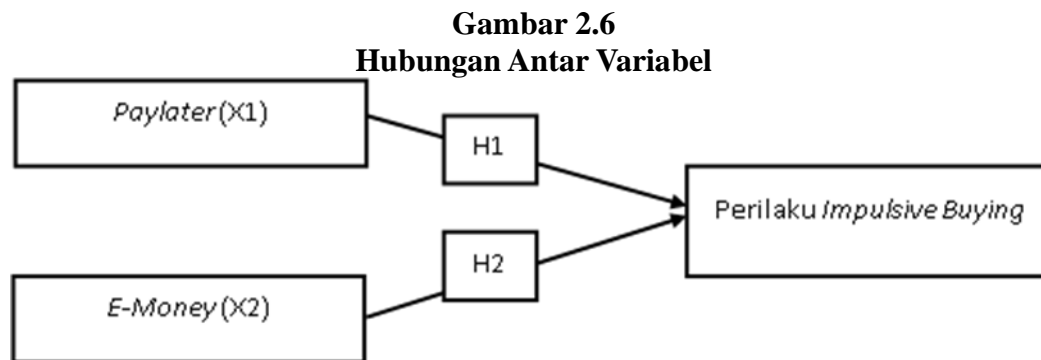 Gambar 2.6
Hubungan Antar Variabel
Paylater (X1)
H1
Perilaku Impulsive Buying
H2
E-Money (X2)